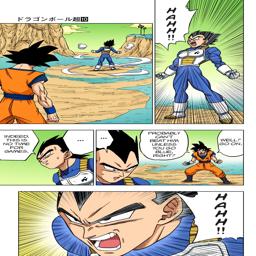 ドラゴンボール超10
HAHH!!
WELL?
GO ON.
PROBABLY
CAN'T
BEAT HIM
UNLESS
YOU GO
BLUE,
RIGHT?
...
...
INDEED.
THIS IS
NO TIME
FOR
GAMES.
HAHH!!